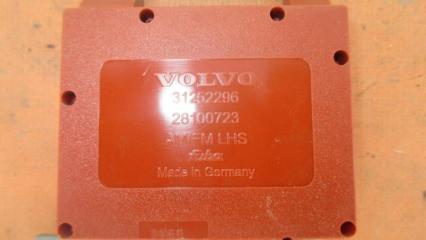 VOLVO
31252296
28100723
AM/FM LHS
Fuba
Made in Germany